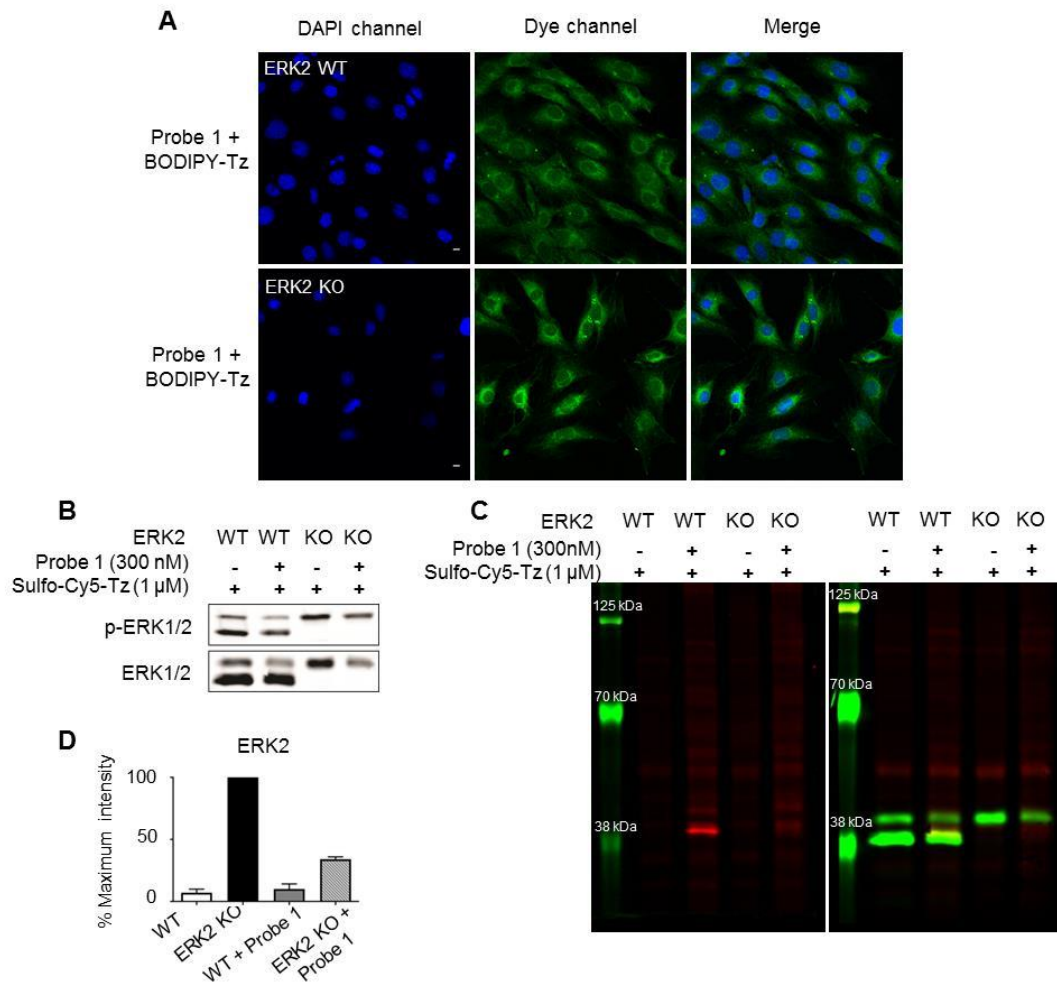 A
DAPI channel Dye channel Merge
ERK2 WT
Probe 1 +
BODIPY-Tz
ERK2 KO
Probe 1 +
BODIPY-Tz
B
ERK2 WT WT KO KO
Probe 1 (300 nM) - + - +
Sulfo-Cy5-Tz (1 µM) + + + +
p-ERK1/2
ERK1/2
C
ERK2 WT WT KO KO WT WT KO KO
Probe 1 (300nM) - + - + - + - +
Sulfo-Cy5-Tz (1 µM) + + + + + + + +
125 kDa 125 kDa
70 kDa 70 kDa
38 kDa 38 kDa
D
ERK2
% Maximum intensity
100
50
0
WT
ERK2 KO
WT + Probe 1
ERK2 KO +
Probe 1